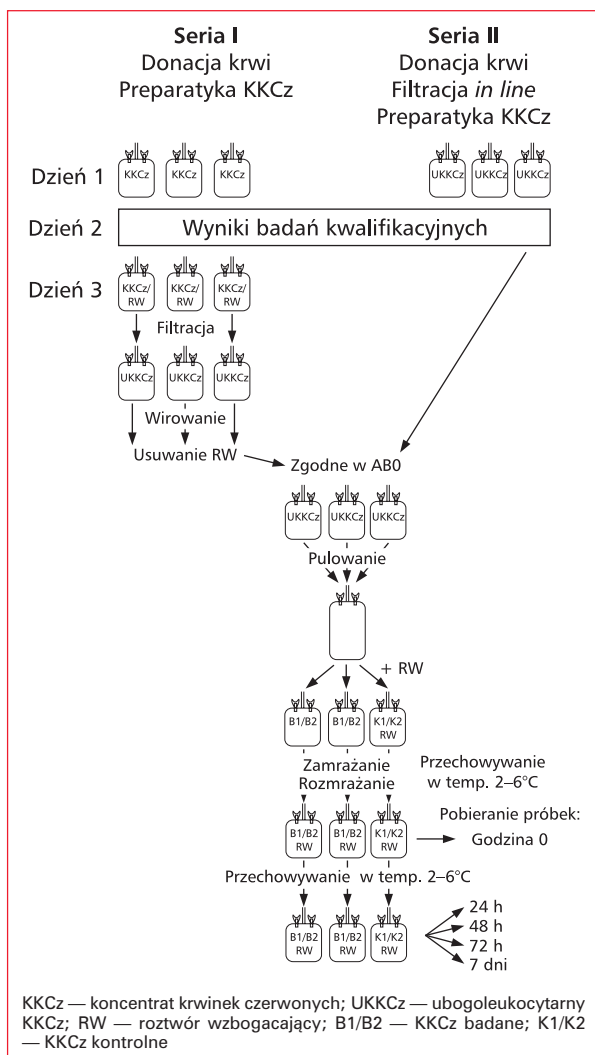 Seria I
Donacja krwi
Preparatyka KKCz
Seria II
Donacja krwi
Filtracja in line
Preparatyka KKCz
Dzień 1
KKCz KKCz KKCz
UKKCz UKKCz UKKCz
Dzień 2
Wyniki badań kwalifikacyjnych
Dzień 3
KKCz/ KKCz/ KKCz/
RW RW RW
Filtracja
UKKCz UKKCz UKKCz
Wirowanie
Usuwanie RW
Zgodne w AB0
UKKCz UKKCz UKKCz
Pulowanie
+ RW
B1/B2 B1/B2 K1/K2
RW
Zamrażanie
Rozmrażanie
Przechowywanie
w temp. 2–6°C
Pobieranie próbek:
B1/B2 B1/B2 K1/K2
RW RW RW
Godzina 0
Przechowywanie w temp. 2–6°C
B1/B2 B1/B2 K1/K2
RW RW RW
24 h
48 h
72 h
7 dni
KKCz — koncentrat krwinek czerwonych; UKKCz — ubogoleukocytarny
KKCz; RW — roztwór wzbogacający; B1/B2 — KKCz badane; K1/K2
— KKCz kontrolne